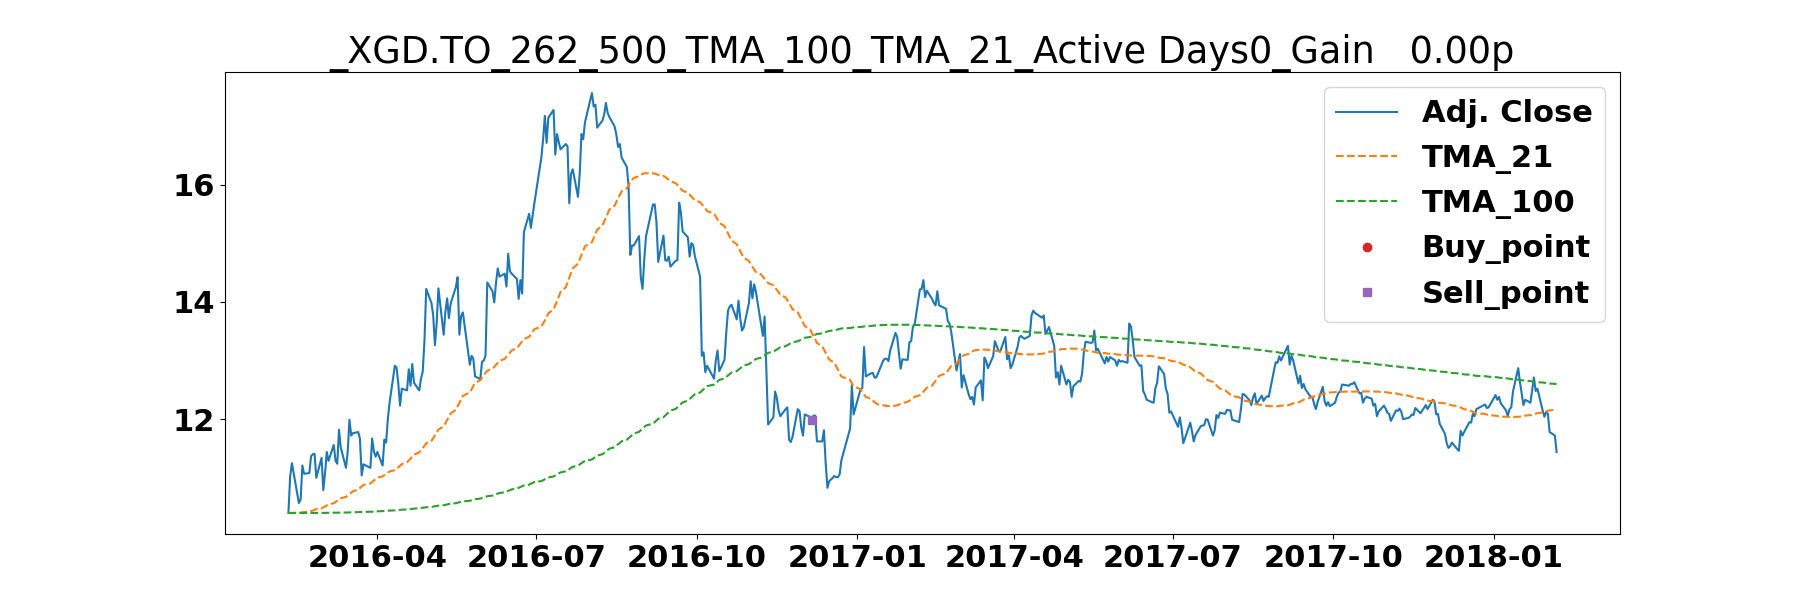 _XGD.TO_262_500_TMA_100_TMA_21_Active Days0_Gain   0.00p
Adj. Close
TMA_21
TMA_100
Buy_point
Sell_point
16
14
12
2016-04 2016-07 2016-10 2017-01 2017-04 2017-07 2017-10 2018-01